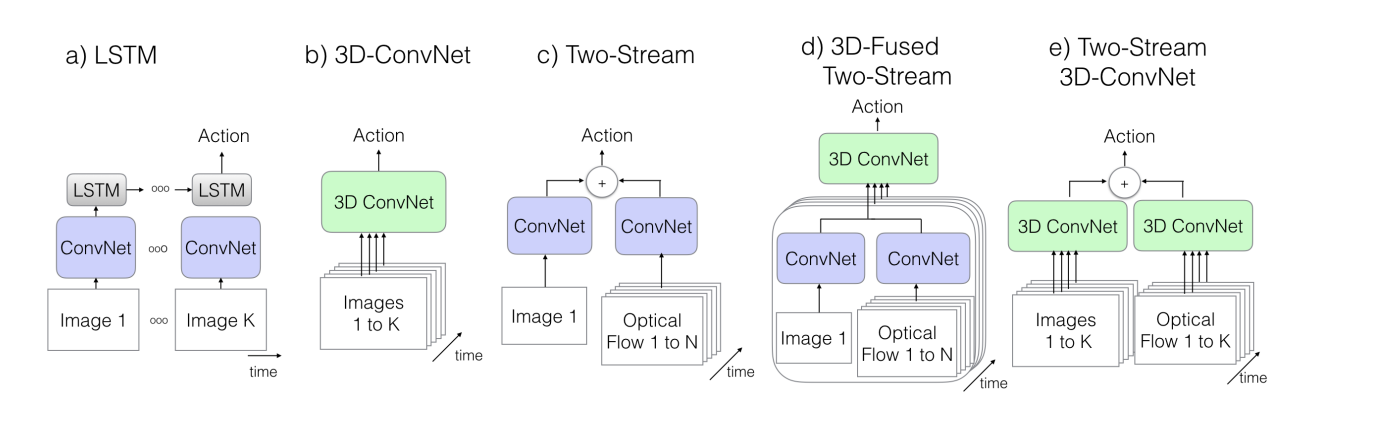 a) LSTM
Action
LSTM
ooo
LSTM
ConvNet
ooo
ConvNet
Image 1
ooo
Image K
time
b) 3D-ConvNet
Action
3D ConvNet
Images
1 to K
time
c) Two-Stream
Action
+
ConvNet
ConvNet
Image 1
Optical
Flow 1 to N
time
d) 3D-Fused
Two-Stream
Action
3D ConvNet
ConvNet
ConvNet
Image 1
Optical
Flow 1 to N
time
e) Two-Stream
3D-ConvNet
Action
+
3D ConvNet
3D ConvNet
Images
1 to K
Optical
Flow 1 to K
time